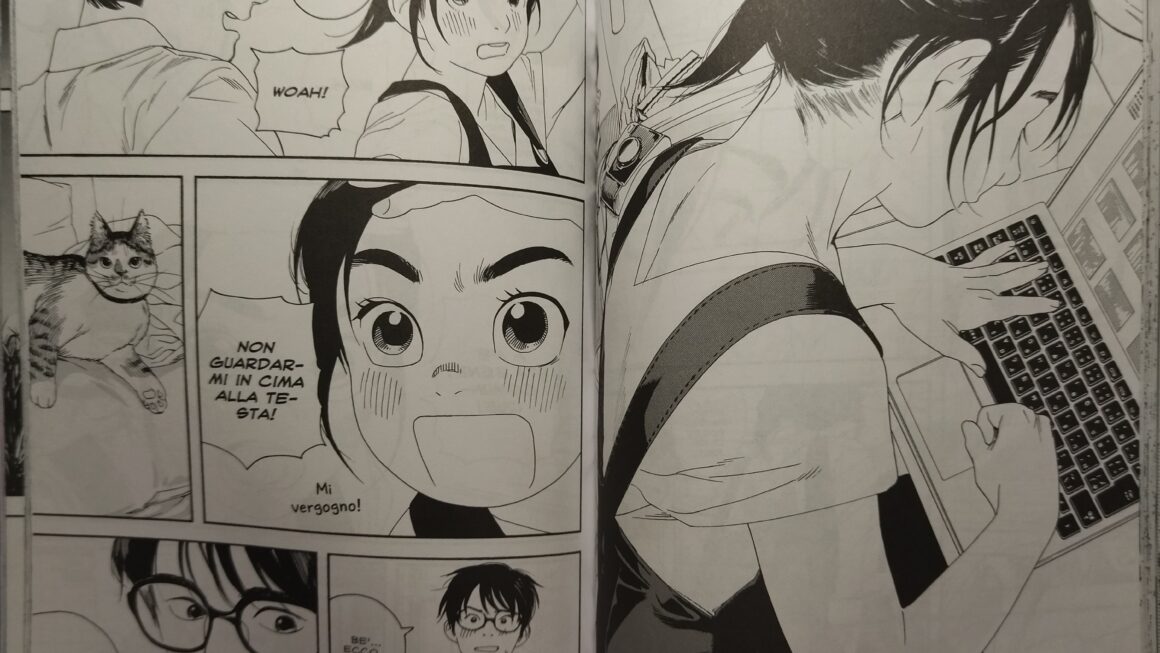 WOAH!
NON
GUARDAR-
MI IN CIMA
ALLA TE-
STA!
Mi
vergogno!
BE'...
ECCO